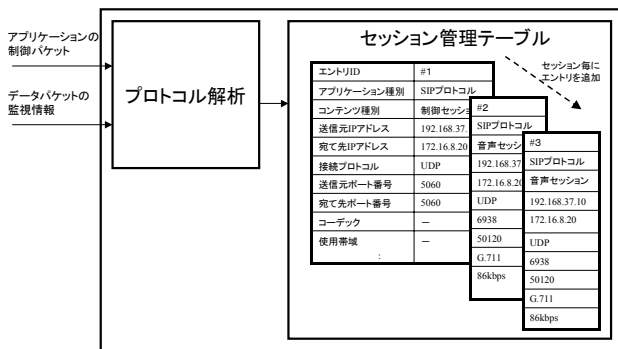 アプリケーションの
制御パケット
データパケットの
監視情報
プロトコル解析
セッション管理テーブル
セッション毎に
エントリを追加
エントリID #1
アプリケーション種別 SIPプロトコル
コンテンツ種別 制御セッシ
送信元IPアドレス 192.168.37.
宛て先IPアドレス 172.16.8.20
接続プロトコル UDP
送信元ポート番号 5060
宛て先ポート番号 5060
コーデック －
使用帯域 －
:
#2
SIPプロトコル
音声セッシ
192.168.37
172.16.8.20
UDP
6938
50120
G.711
86kbps
#3
SIPプロトコル
音声セッション
192.168.37.10
172.16.8.20
UDP
6938
50120
G.711
86kbps